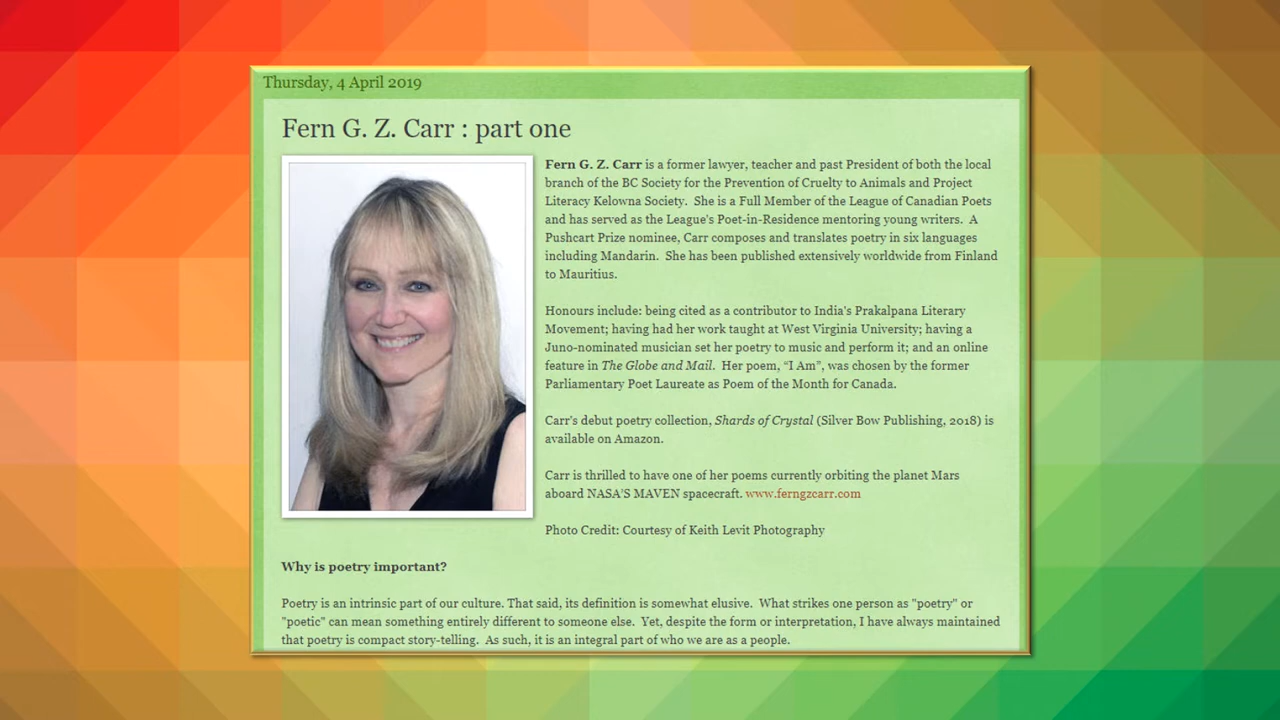 Thursday, 4 April 2019
Fern G. Z. Carr : part one
Fern G. Z. Carr is a former lawyer, teacher and past President of both the local
branch of the BC Society for the Prevention of Cruelty to Animals and Project
Literacy Kelowna Society.  She is a Full Member of the League of Canadian Poets
and has served as the League's Poet-in-Residence mentoring young writers.  A
Pushcart Prize nominee, Carr composes and translates poetry in six languages
including Mandarin.  She has been published extensively worldwide from Finland
to Mauritius.
Honours include: being cited as a contributor to India's Prakalpana Literary
Movement; having had her work taught at West Virginia University; having a
Juno-nominated musician set her poetry to music and perform it; and an online
feature in The Globe and Mail.  Her poem, “I Am”, was chosen by the former
Parliamentary Poet Laureate as Poem of the Month for Canada.
Carr's debut poetry collection, Shards of Crystal (Silver Bow Publishing, 2018) is
available on Amazon.
Carr is thrilled to have one of her poems currently orbiting the planet Mars
aboard NASA'S MAVEN spacecraft. www.ferngzcarr.com
Photo Credit: Courtesy of Keith Levit Photography
Why is poetry important?
Poetry is an intrinsic part of our culture. That said, its definition is somewhat elusive.  What strikes one person as "poetry" or
"poetic" can mean something entirely different to someone else.  Yet, despite the form or interpretation, I have always maintained
that poetry is compact story-telling.  As such, it is an integral part of who we are as a people.